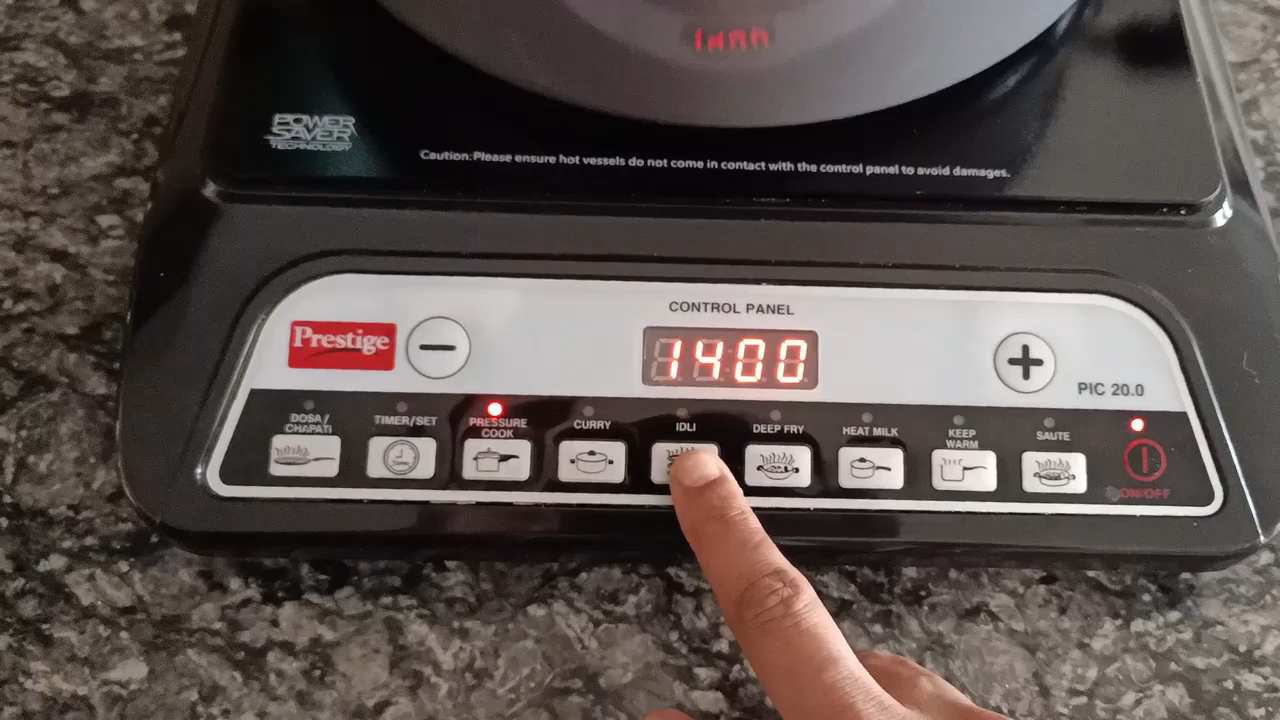 POWER
SAVER
TECHNOLOGY
Caution:Please ensure hot vessels do not come in contact with the control panel to avoid damages.
CONTROL PANEL
Prestige
−
1400
+
PIC 20.0
DOSA /
CHAPATI
TIMER/SET
PRESSURE
COOK
CURRY
IDLI
DEEP FRY
HEAT MILK
KEEP
WARM
SAUTE
ON/OFF